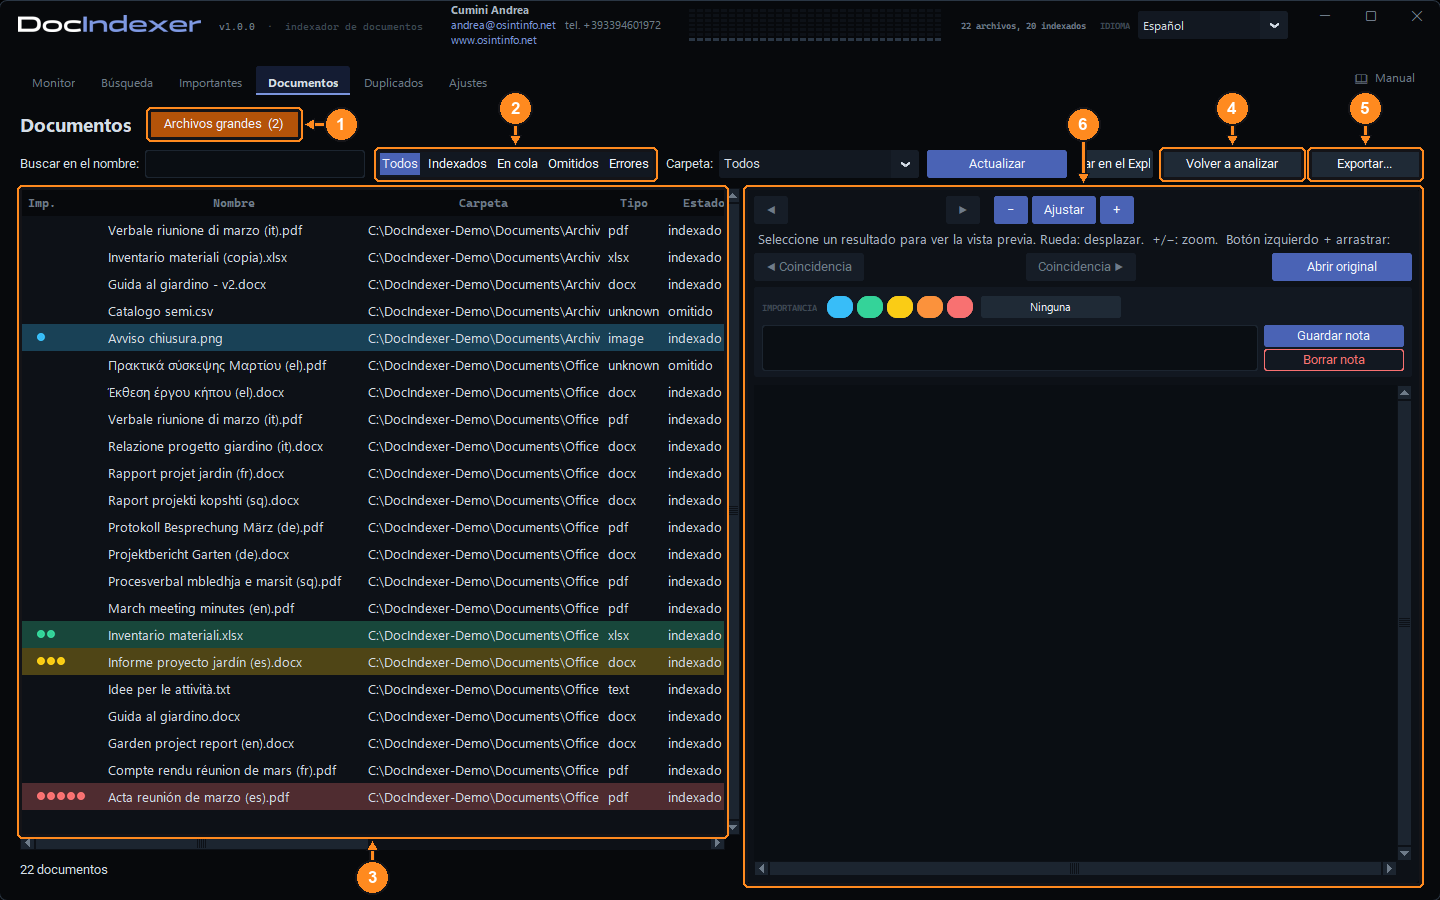 DocIndexer v1.0.0 · indexador de documentos
Cumini Andrea
andrea@osintinfo.net tel. +393394601972
www.osintinfo.net
22 archivos, 20 indexados IDIOMA Español
Monitor Búsqueda Importantes Documentos Duplicados Ajustes Manual
Documentos Archivos grandes (2) 1 2 6 4 5
Buscar en el nombre: Todos Indexados En cola Omitidos Errores Carpeta: Todos Actualizar ar en el Expl Volver a analizar Exportar...
Imp. Nombre Carpeta Tipo Estado
Verbale riunione di marzo (it).pdf C:\DocIndexer-Demo\Documents\Archiv pdf indexado
Inventario materiali (copia).xlsx C:\DocIndexer-Demo\Documents\Archiv xlsx indexado
Guida al giardino - v2.docx C:\DocIndexer-Demo\Documents\Archiv docx indexado
Catalogo semi.csv C:\DocIndexer-Demo\Documents\Archiv unknown omitido
Avviso chiusura.png C:\DocIndexer-Demo\Documents\Archiv image indexado
Πρακτικά σύσκεψης Μαρτίου (el).pdf C:\DocIndexer-Demo\Documents\Office unknown omitido
Έκθεση έργου κήπου (el).docx C:\DocIndexer-Demo\Documents\Office docx indexado
Verbale riunione di marzo (it).pdf C:\DocIndexer-Demo\Documents\Office pdf indexado
Relazione progetto giardino (it).docx C:\DocIndexer-Demo\Documents\Office docx indexado
Rapport projet jardin (fr).docx C:\DocIndexer-Demo\Documents\Office docx indexado
Raport projekti kopshti (sq).docx C:\DocIndexer-Demo\Documents\Office docx indexado
Protokoll Besprechung März (de).pdf C:\DocIndexer-Demo\Documents\Office pdf indexado
Projektbericht Garten (de).docx C:\DocIndexer-Demo\Documents\Office docx indexado
Procesverbal mbledhja e marsit (sq).pdf C:\DocIndexer-Demo\Documents\Office pdf indexado
March meeting minutes (en).pdf C:\DocIndexer-Demo\Documents\Office pdf indexado
Inventario materiali.xlsx C:\DocIndexer-Demo\Documents\Office xlsx indexado
Informe proyecto jardín (es).docx C:\DocIndexer-Demo\Documents\Office docx indexado
Idee per le attività.txt C:\DocIndexer-Demo\Documents\Office text indexado
Guida al giardino.docx C:\DocIndexer-Demo\Documents\Office docx indexado
Garden project report (en).docx C:\DocIndexer-Demo\Documents\Office docx indexado
Compte rendu réunion de mars (fr).pdf C:\DocIndexer-Demo\Documents\Office pdf indexado
Acta reunión de marzo (es).pdf C:\DocIndexer-Demo\Documents\Office pdf indexado
22 documentos 3
◀ ▶ − Ajustar +
Seleccione un resultado para ver la vista previa. Rueda: desplazar. +/−: zoom. Botón izquierdo + arrastrar:
◀ Coincidencia Coincidencia ▶ Abrir original
IMPORTANCIA Ninguna
Guardar nota
Borrar nota